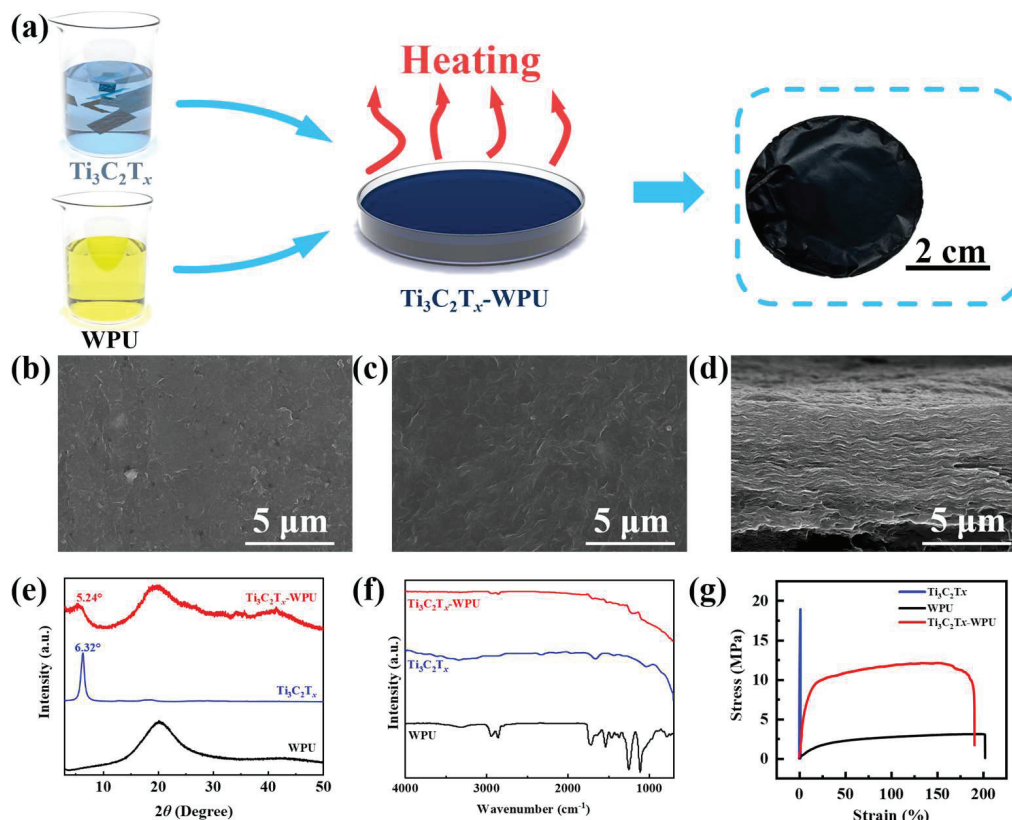 (a)
Heating
Ti₃C₂Tₓ
WPU
Ti₃C₂Tₓ-WPU
2 cm
(b)
5 μm
(c)
5 μm
(d)
5 μm
(e)
5.24°
Ti₃C₂Tₓ-WPU
6.32°
Ti₃C₂Tₓ
WPU
Intensity (a.u.)
10 20 30 40 50
2θ (Degree)
(f)
Ti₃C₂Tₓ-WPU
Ti₃C₂Tₓ
WPU
Intensity (a.u.)
4000 3000 2000 1000
Wavenumber (cm⁻¹)
(g)
Ti₃C₂Tx
WPU
Ti₃C₂Tx-WPU
Stress (MPa)
20
15
10
5
0
0 50 100 150 200
Strain (%)